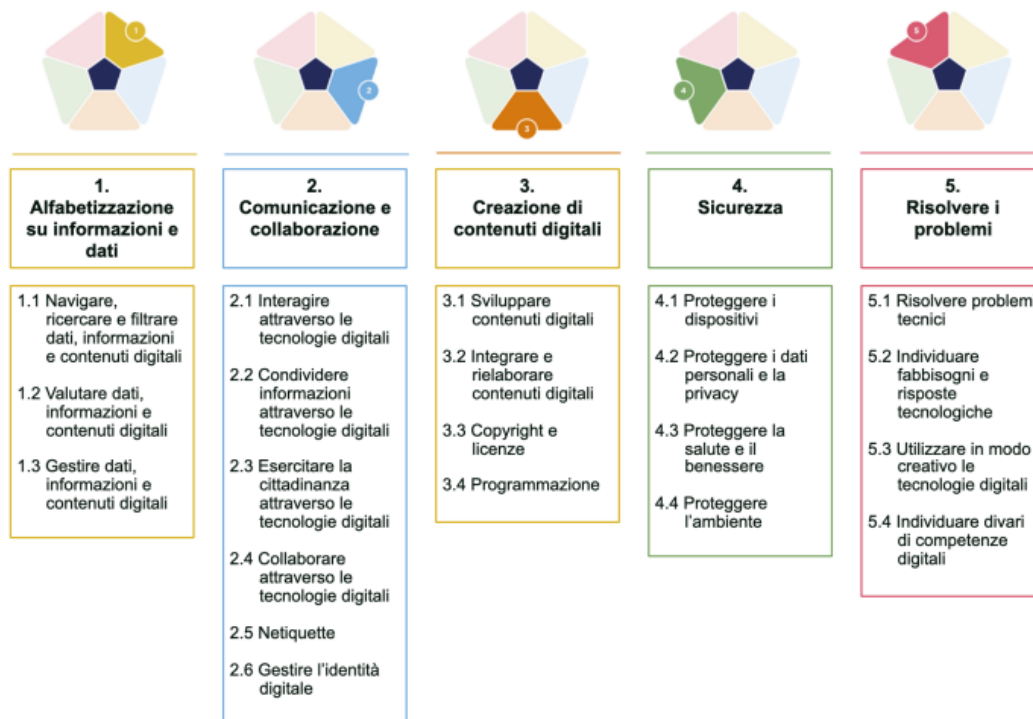 1
2
3
4
5
1.
Alfabetizzazione
su informazioni e
dati
2.
Comunicazione e
collaborazione
3.
Creazione di
contenuti digitali
4.
Sicurezza
5.
Risolvere i
problemi
1.1 Navigare,
ricercare e filtrare
dati, informazioni
e contenuti digitali
1.2 Valutare dati,
informazioni e
contenuti digitali
1.3 Gestire dati,
informazioni e
contenuti digitali
2.1 Interagire
attraverso le
tecnologie digitali
2.2 Condividere
informazioni
attraverso le
tecnologie digitali
2.3 Esercitare la
cittadinanza
attraverso le
tecnologie digitali
2.4 Collaborare
attraverso le
tecnologie digitali
2.5 Netiquette
2.6 Gestire l’identità
digitale
3.1 Sviluppare
contenuti digitali
3.2 Integrare e
rielaborare
contenuti digitali
3.3 Copyright e
licenze
3.4 Programmazione
4.1 Proteggere i
dispositivi
4.2 Proteggere i dati
personali e la
privacy
4.3 Proteggere la
salute e il
benessere
4.4 Proteggere
l’ambiente
5.1 Risolvere problem
tecnici
5.2 Individuare
fabbisogni e
risposte
tecnologiche
5.3 Utilizzare in modo
creativo le
tecnologie digitali
5.4 Individuare divari
di competenze
digitali